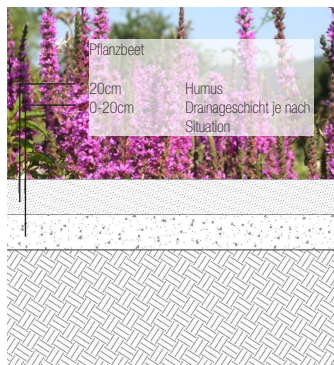 Pflanzbeet
20cm Humus
0-20cm Drainageschicht je nach
Situation